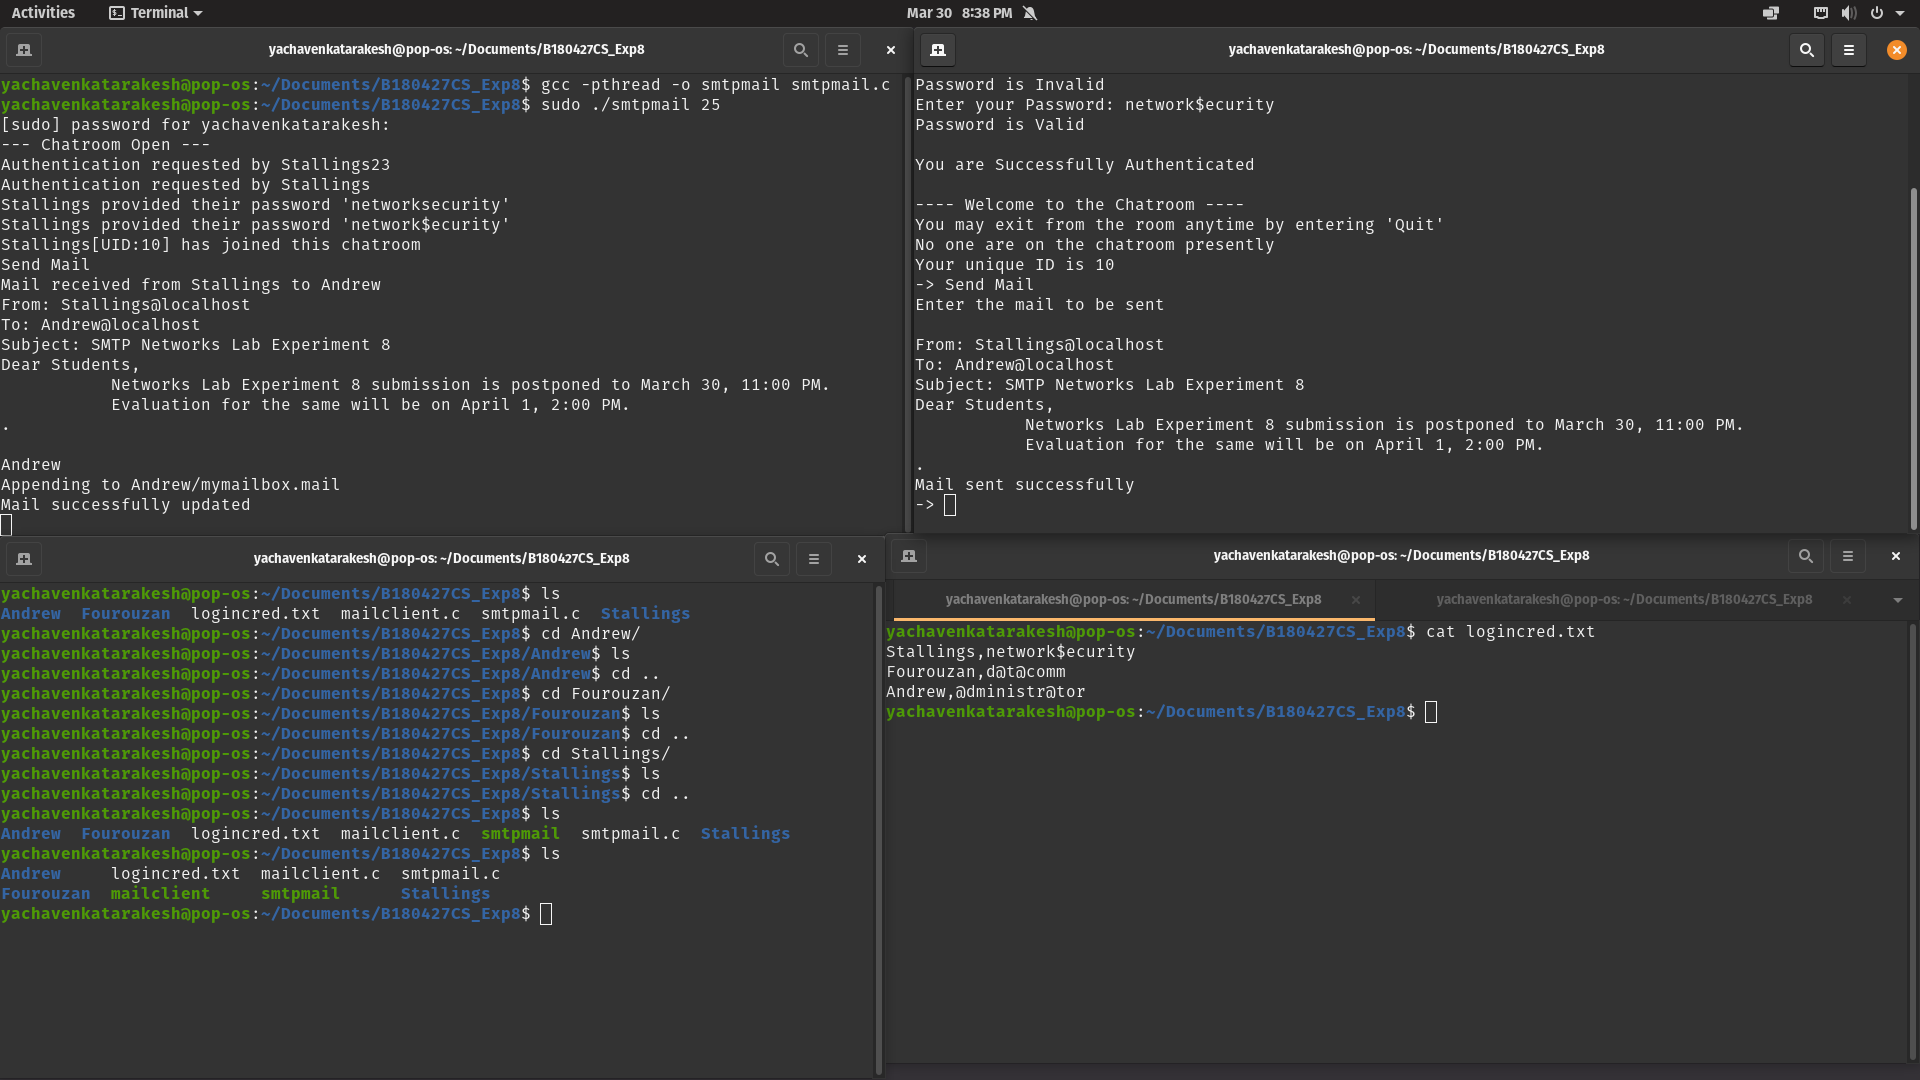 Activities
Terminal
Mar 30 8:38 PM
yachavenkatarakesh@pop-os: ~/Documents/B180427CS_Exp8
yachavenkatarakesh@pop-os:~/Documents/B180427CS_Exp8$ gcc -pthread -o smtpmail smtpmail.c
yachavenkatarakesh@pop-os:~/Documents/B180427CS_Exp8$ sudo ./smtpmail 25
[sudo] password for yachavenkatarakesh:
--- Chatroom Open ---
Authentication requested by Stallings23
Authentication requested by Stallings
Stallings provided their password 'networksecurity'
Stallings provided their password 'network$ecurity'
Stallings[UID:10] has joined this chatroom
Send Mail
Mail received from Stallings to Andrew
From: Stallings@localhost
To: Andrew@localhost
Subject: SMTP Networks Lab Experiment 8
Dear Students,
Networks Lab Experiment 8 submission is postponed to March 30, 11:00 PM.
Evaluation for the same will be on April 1, 2:00 PM.
.
Andrew
Appending to Andrew/mymailbox.mail
Mail successfully updated
yachavenkatarakesh@pop-os: ~/Documents/B180427CS_Exp8
Password is Invalid
Enter your Password: network$ecurity
Password is Valid
You are Successfully Authenticated
---- Welcome to the Chatroom ----
You may exit from the room anytime by entering 'Quit'
No one are on the chatroom presently
Your unique ID is 10
-> Send Mail
Enter the mail to be sent
From: Stallings@localhost
To: Andrew@localhost
Subject: SMTP Networks Lab Experiment 8
Dear Students,
Networks Lab Experiment 8 submission is postponed to March 30, 11:00 PM.
Evaluation for the same will be on April 1, 2:00 PM.
.
Mail sent successfully
->
yachavenkatarakesh@pop-os: ~/Documents/B180427CS_Exp8
yachavenkatarakesh@pop-os:~/Documents/B180427CS_Exp8$ ls
Andrew Fourouzan logincred.txt mailclient.c smtpmail.c Stallings
yachavenkatarakesh@pop-os:~/Documents/B180427CS_Exp8$ cd Andrew/
yachavenkatarakesh@pop-os:~/Documents/B180427CS_Exp8/Andrew$ ls
yachavenkatarakesh@pop-os:~/Documents/B180427CS_Exp8/Andrew$ cd ..
yachavenkatarakesh@pop-os:~/Documents/B180427CS_Exp8$ cd Fourouzan/
yachavenkatarakesh@pop-os:~/Documents/B180427CS_Exp8/Fourouzan$ ls
yachavenkatarakesh@pop-os:~/Documents/B180427CS_Exp8/Fourouzan$ cd ..
yachavenkatarakesh@pop-os:~/Documents/B180427CS_Exp8$ cd Stallings/
yachavenkatarakesh@pop-os:~/Documents/B180427CS_Exp8/Stallings$ ls
yachavenkatarakesh@pop-os:~/Documents/B180427CS_Exp8/Stallings$ cd ..
yachavenkatarakesh@pop-os:~/Documents/B180427CS_Exp8$ ls
Andrew Fourouzan logincred.txt mailclient.c smtpmail smtpmail.c Stallings
yachavenkatarakesh@pop-os:~/Documents/B180427CS_Exp8$ ls
Andrew logincred.txt mailclient.c smtpmail.c
Fourouzan mailclient smtpmail Stallings
yachavenkatarakesh@pop-os:~/Documents/B180427CS_Exp8$
yachavenkatarakesh@pop-os: ~/Documents/B180427CS_Exp8
yachavenkatarakesh@pop-os: ~/Documents/B180427CS_Exp8
yachavenkatarakesh@pop-os: ~/Documents/B180427CS_Exp8
yachavenkatarakesh@pop-os:~/Documents/B180427CS_Exp8$ cat logincred.txt
Stallings,network$ecurity
Fourouzan,d@t@comm
Andrew,@dministr@tor
yachavenkatarakesh@pop-os:~/Documents/B180427CS_Exp8$